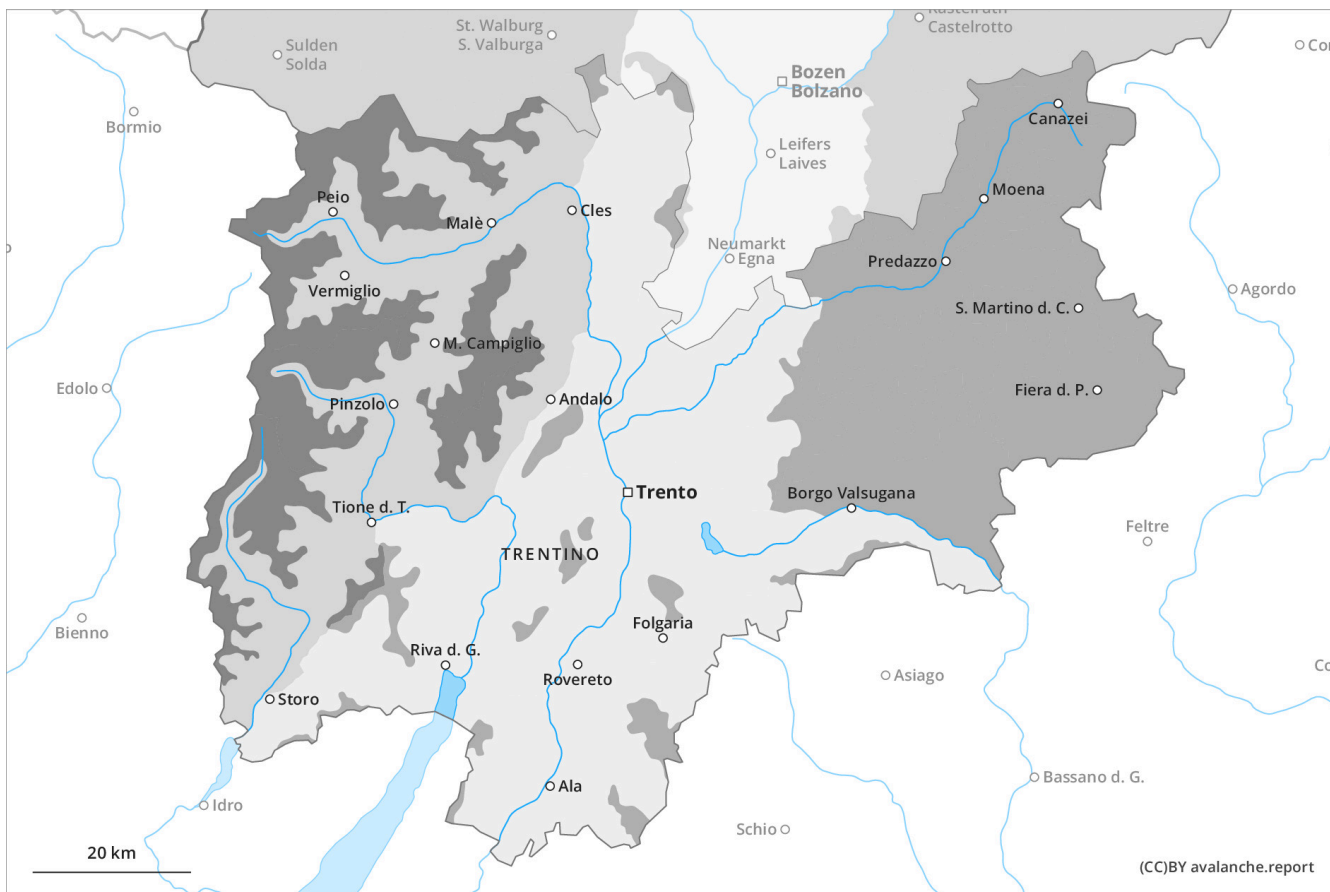 Kastelruth
Castelrotto
St. Walburg
S. Valburga
Sulden
Solda
Bozen
Bolzano
Bormio
Canazei
Leifers
Laives
Moena
Peio
Malè
Cles
Neumarkt
Egna
Predazzo
Vermiglio
Agordo
S. Martino d. C.
M. Campiglio
Edolo
Fiera d. P.
Pinzolo
Andalo
Trento
Borgo Valsugana
Tione d. T.
Feltre
TRENTINO
Bienno
Folgaria
Riva d. G.
Rovereto
Asiago
Storo
Bassano d. G.
Ala
Idro
Schio
20 km
(CC)BY avalanche.report